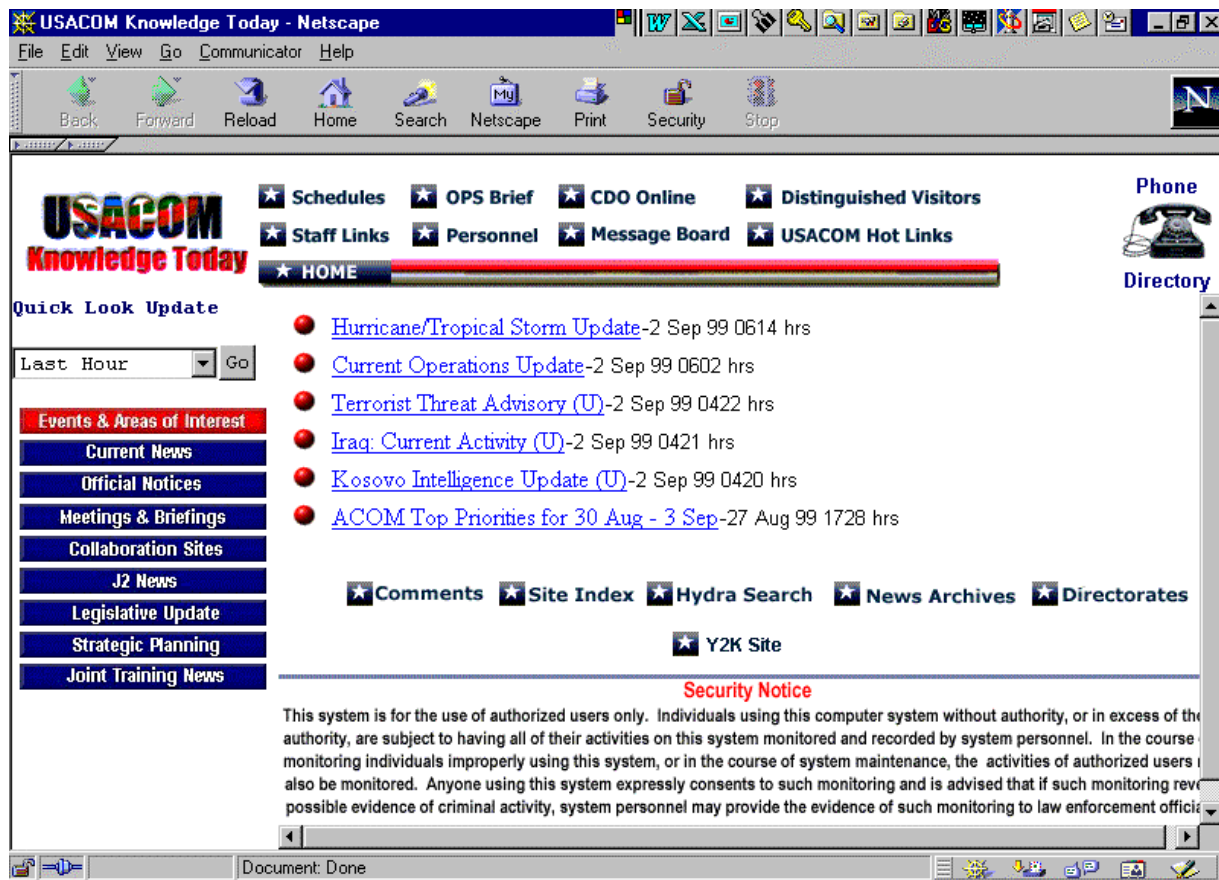 USACOM Knowledge Today - Netscape
File Edit View Go Communicator Help
Back Forward Reload Home Search Netscape Print Security Stop
My
N
USACOM
Knowledge Today
Schedules OPS Brief CDO Online Distinguished Visitors
Staff Links Personnel Message Board USACOM Hot Links
HOME
Phone
Directory
Quick Look Update
Last Hour Go
Events & Areas of Interest
Current News
Official Notices
Meetings & Briefings
Collaboration Sites
J2 News
Legislative Update
Strategic Planning
Joint Training News
Hurricane/Tropical Storm Update-2 Sep 99 0614 hrs
Current Operations Update-2 Sep 99 0602 hrs
Terrorist Threat Advisory (U)-2 Sep 99 0422 hrs
Iraq: Current Activity (U)-2 Sep 99 0421 hrs
Kosovo Intelligence Update (U)-2 Sep 99 0420 hrs
ACOM Top Priorities for 30 Aug - 3 Sep-27 Aug 99 1728 hrs
Comments Site Index Hydra Search News Archives Directorates
Y2K Site
Security Notice
This system is for the use of authorized users only. Individuals using this computer system without authority, or in excess of
authority, are subject to having all of their activities on this system monitored and recorded by system personnel. In the course
monitoring individuals improperly using this system, or in the course of system maintenance, the activities of authorized users
also be monitored. Anyone using this system expressly consents to such monitoring and is advised that if such monitoring
possible evidence of criminal activity, system personnel may provide the evidence of such monitoring to law enforcement
Document: Done